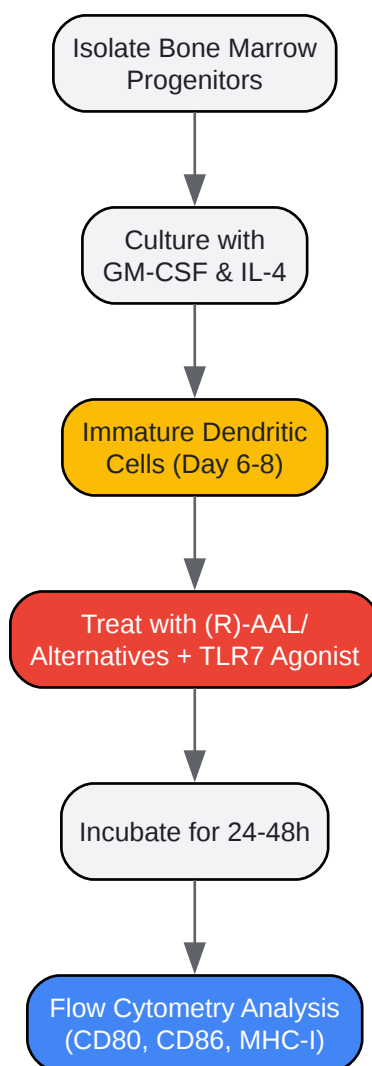 Isolate Bone Marrow
Progenitors
Culture with
GM-CSF & IL-4
Immature Dendritic
Cells (Day 6-8)
Treat with (R)-AAL/
Alternatives + TLR7 Agonist
Incubate for 24-48h
Flow Cytometry Analysis
(CD80, CD86, MHC-I)